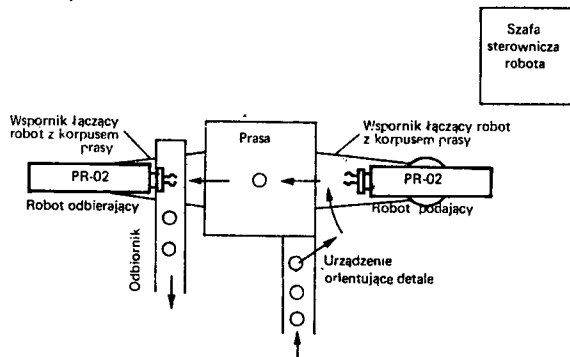 Szafa
sterownicza
robota
Wspornik łączący
robot z korpusem
prasy
Prasa
Wspornik łączący robot
z korpusem prasy
PR-02
PR-02
Robot odbierający
Robot podający
Odbiornik
Urządzenie
orientujące detale